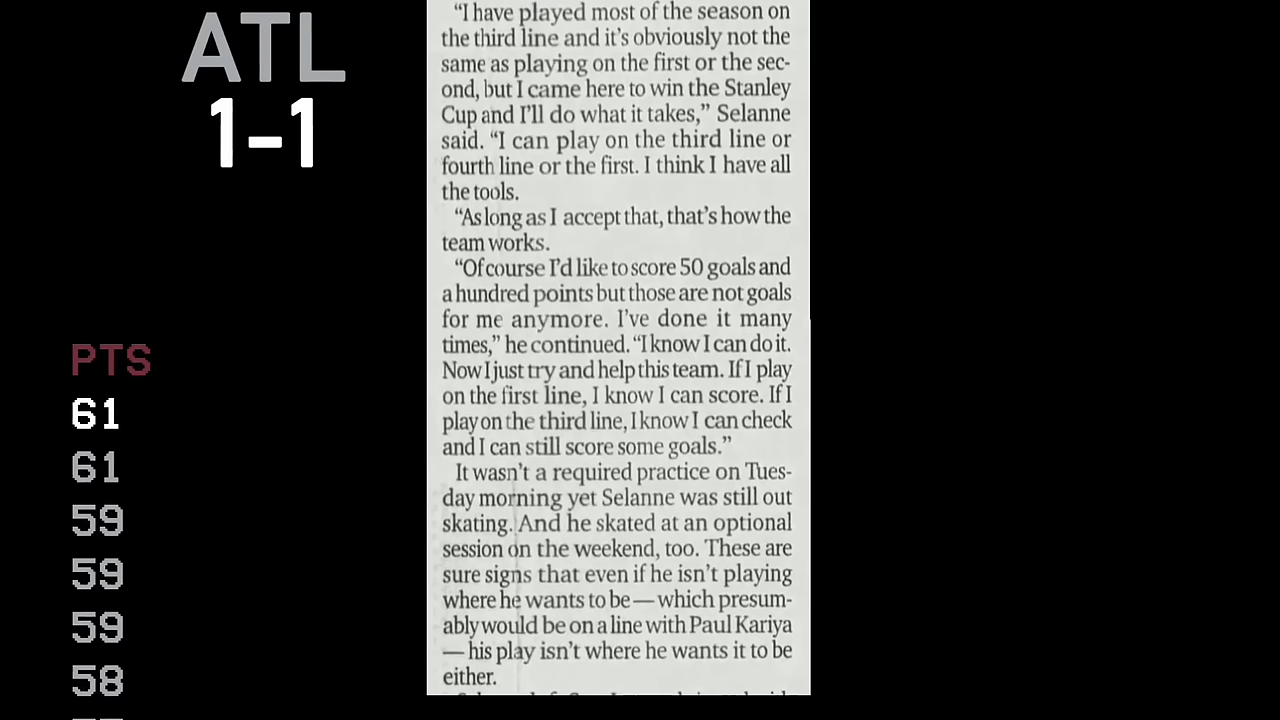 ATL
1-1
PTS
61
61
59
59
59
58
“I have played most of the season on
the third line and it’s obviously not the
same as playing on the first or the sec-
ond, but I came here to win the Stanley
Cup and I’ll do what it takes,” Selanne
said. “I can play on the third line or
fourth line or the first. I think I have all
the tools.
“As long as I accept that, that’s how the
team works.
“Of course I’d like to score 50 goals and
a hundred points but those are not goals
for me anymore. I’ve done it many
times,” he continued. “I know I can do it.
Now I just try and help this team. If I play
on the first line, I know I can score. If I
play on the third line, I know I can check
and I can still score some goals.”
It wasn’t a required practice on Tues-
day morning yet Selanne was still out
skating. And he skated at an optional
session on the weekend, too. These are
sure signs that even if he isn’t playing
where he wants to be — which presum-
ably would be on a line with Paul Kariya
— his play isn’t where he wants it to be
either.